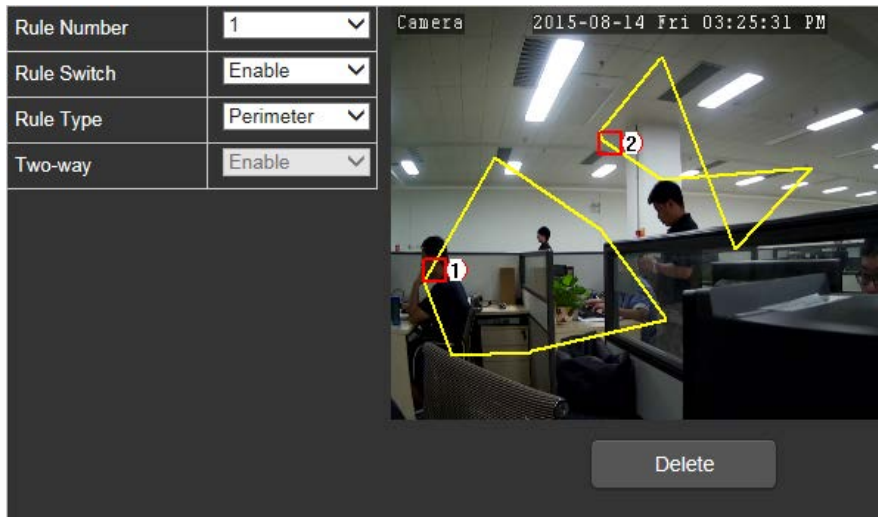 Rule Number 1
Rule Switch Enable
Rule Type Perimeter
Two-way Enable
Camera 2015-08-14 Fri 03:25:31 PM
2
1
Delete